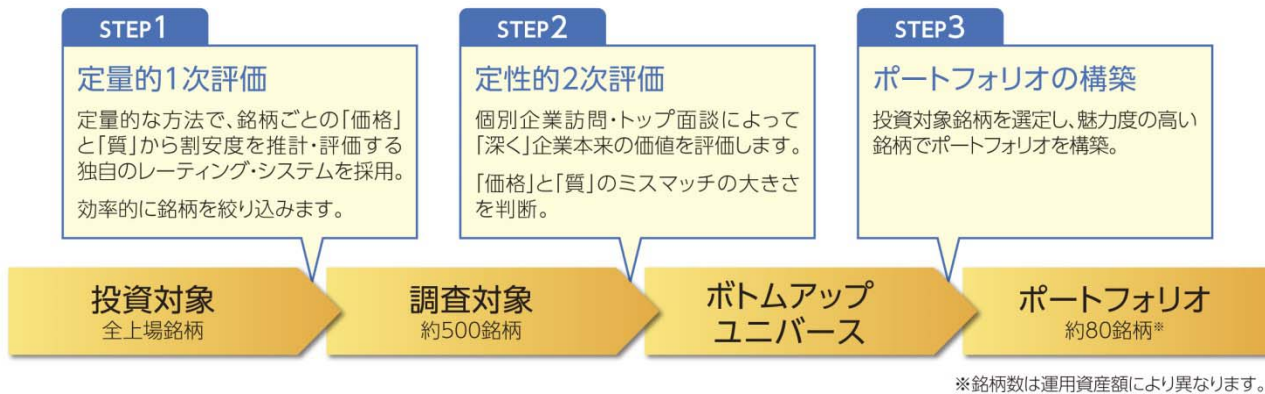 STEP1
定量的1次評価
定量的な方法で、銘柄ごとの「価格」
と「質」から割安度を推計・評価する
独自のレーティング・システムを採用。
効率的に銘柄を絞り込みます。
STEP2
定性的2次評価
個別企業訪問・トップ面談によって
「深く」企業本来の価値を評価します。
「価格」と「質」のミスマッチの大きさ
を判断。
STEP3
ポートフォリオの構築
投資対象銘柄を選定し、魅力度の高い
銘柄でポートフォリオを構築。
投資対象
全上場銘柄
調査対象
約500銘柄
ボトムアップ
ユニバース
ポートフォリオ
約80銘柄※
※銘柄数は運用資産額により異なります。